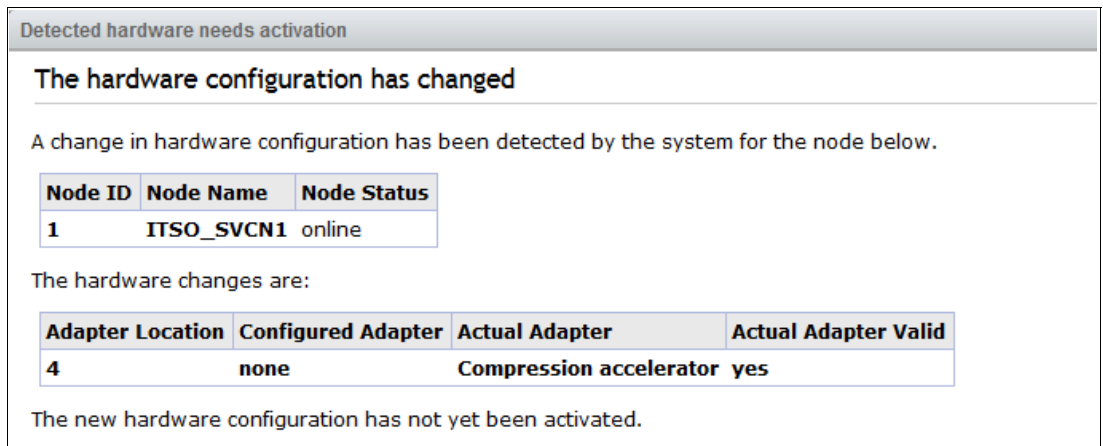 Detected hardware needs activation
The hardware configuration has changed
A change in hardware configuration has been detected by the system for the node below.
Node ID Node Name Node Status
1 ITSO_SVCN1 online
The hardware changes are:
Adapter Location Configured Adapter Actual Adapter Actual Adapter Valid
4 none Compression accelerator yes
The new hardware configuration has not yet been activated.